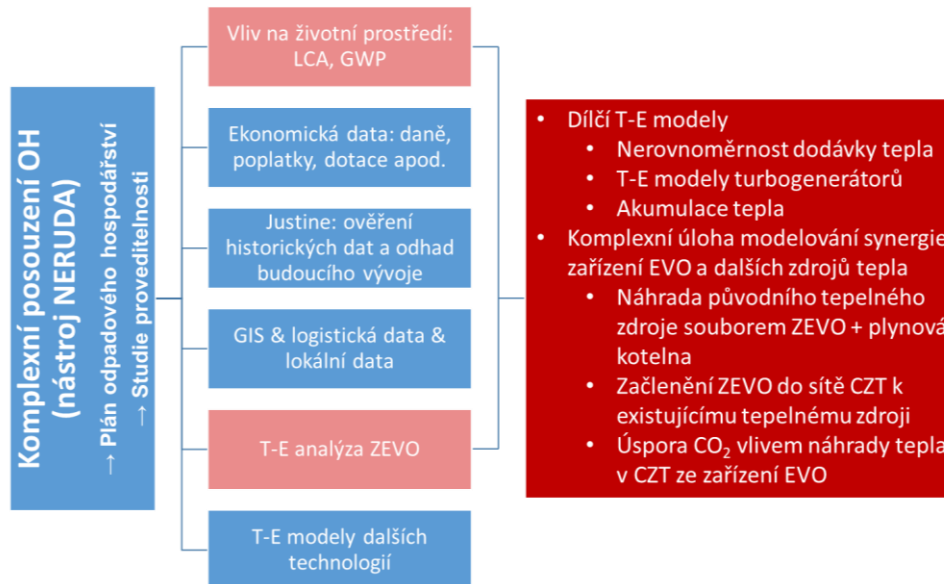 Komplexní posouzení OH
(nástroj NERUDA)
→ Plán odpadového hospodářství
→ Studie proveditelnosti
Vliv na životní prostředí:
LCA, GWP
Ekonomická data: daně,
poplatky, dotace apod.
Justine: ověření
historických dat a odhad
budoucího vývoje
GIS & logistická data &
lokální data
T-E analýza ZEVO
T-E modely dalších
technologií
• Dílčí T-E modely
• Nerovnoměrnost dodávky tepla
• T-E modely turbogenerátorů
• Akumulace tepla
• Komplexní úloha modelování synergie
zařízení EVO a dalších zdrojů tepla
• Náhrada původního tepelného
zdroje souborem ZEVO + plynová
kotelna
• Začlenění ZEVO do sítě CZT k
existujícímu tepelnému zdroji
• Úspora CO₂ vlivem náhrady tepla
v CZT ze zařízení EVO